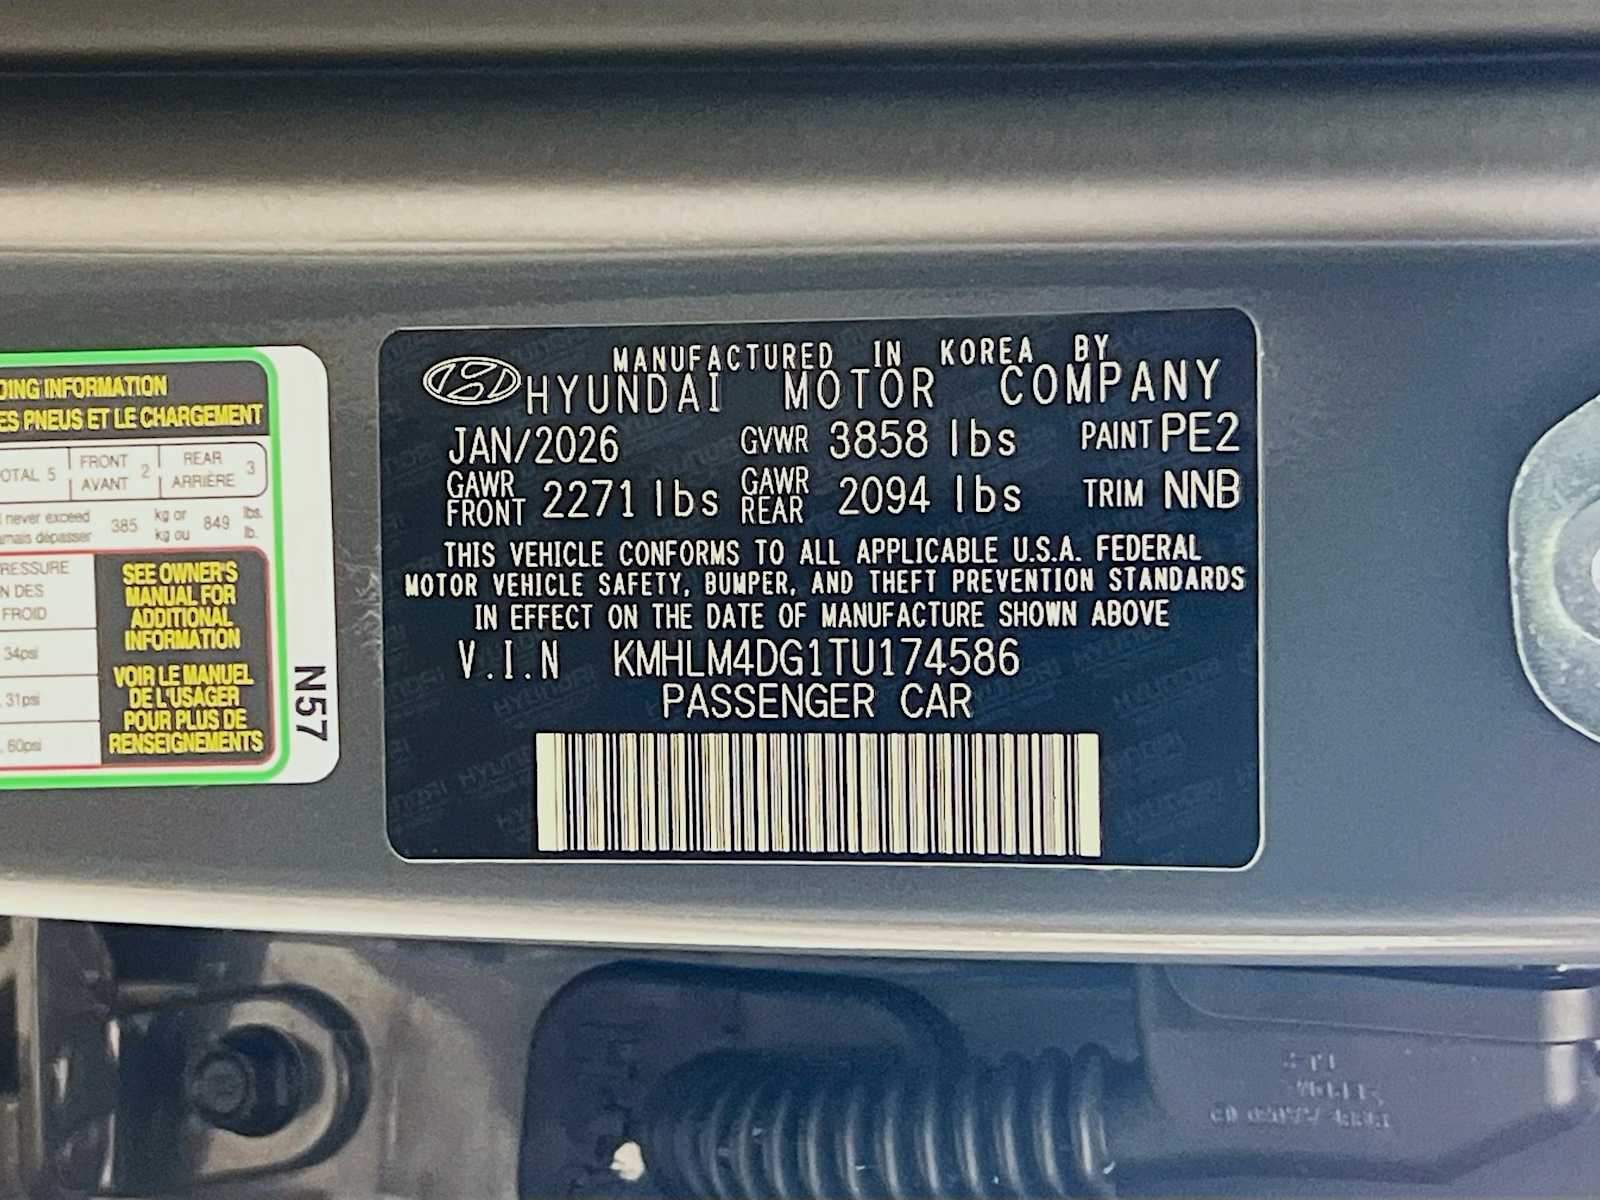 DING INFORMATION
ES PNEUS ET LE CHARGEMENT
OTAL 5 FRONT AVANT 2 REAR ARRIÈRE 3
never exceed
amais dépasser 385 kg or kg ou 849 lbs. lb.
RESSURE
N DES
FROID
34psi
31psi
60psi
SEE OWNER'S
MANUAL FOR
ADDITIONAL
INFORMATION
VOIR LE MANUEL
DE L'USAGER
POUR PLUS DE
RENSEIGNEMENTS
N57
MANUFACTURED IN KOREA BY
HYUNDAI MOTOR COMPANY
JAN/2026 GVWR 3858 lbs PAINT PE2
GAWR FRONT 2271 lbs GAWR REAR 2094 lbs TRIM NNB
THIS VEHICLE CONFORMS TO ALL APPLICABLE U.S.A. FEDERAL
MOTOR VEHICLE SAFETY, BUMPER, AND THEFT PREVENTION STANDARDS
IN EFFECT ON THE DATE OF MANUFACTURE SHOWN ABOVE
V.I.N KMHLM4DG1TU174586
PASSENGER CAR